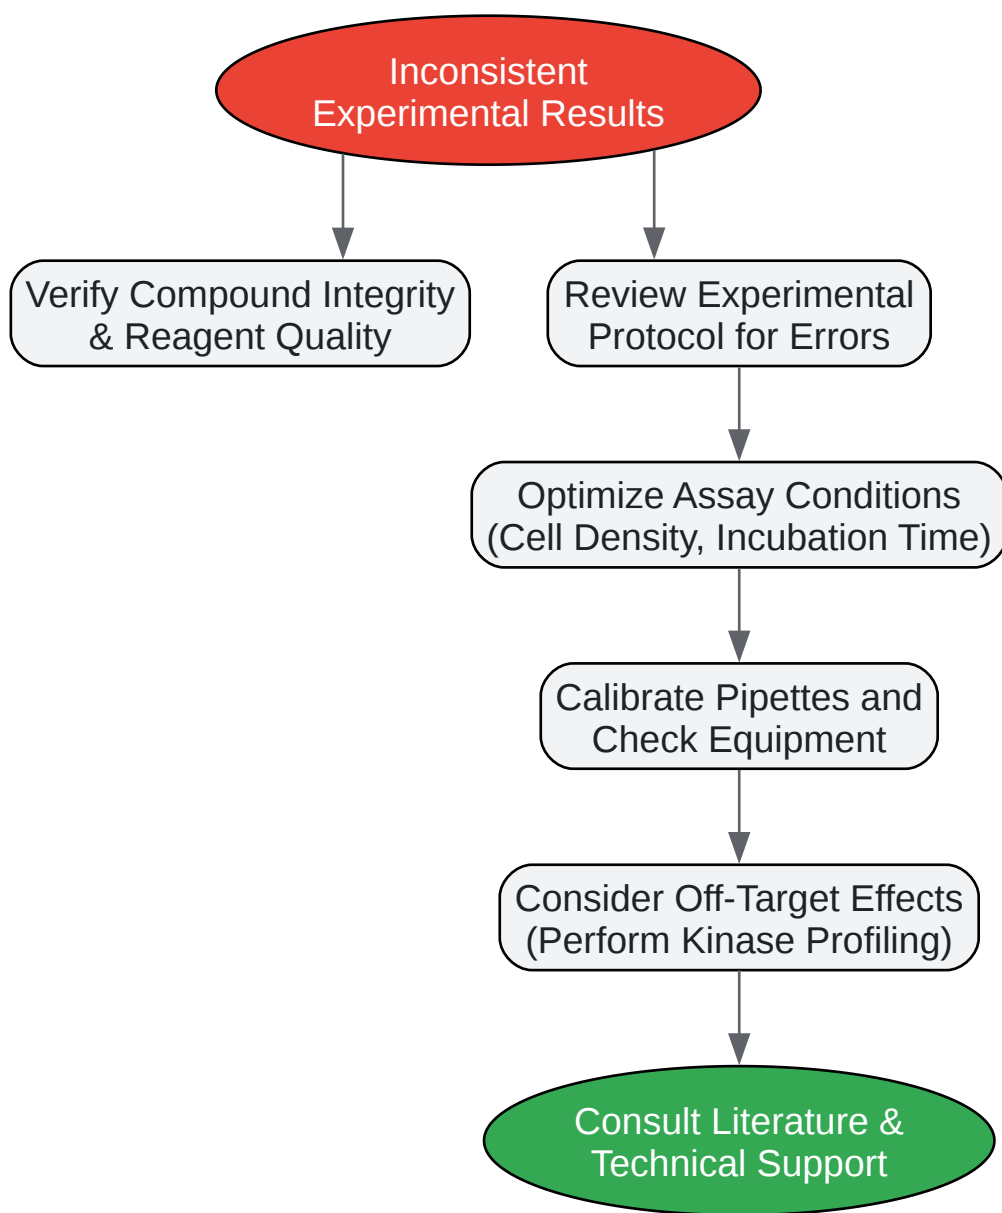 Inconsistent
Experimental Results
Verify Compound Integrity
& Reagent Quality
Review Experimental
Protocol for Errors
Optimize Assay Conditions
(Cell Density, Incubation Time)
Calibrate Pipettes and
Check Equipment
Consider Off-Target Effects
(Perform Kinase Profiling)
Consult Literature &
Technical Support